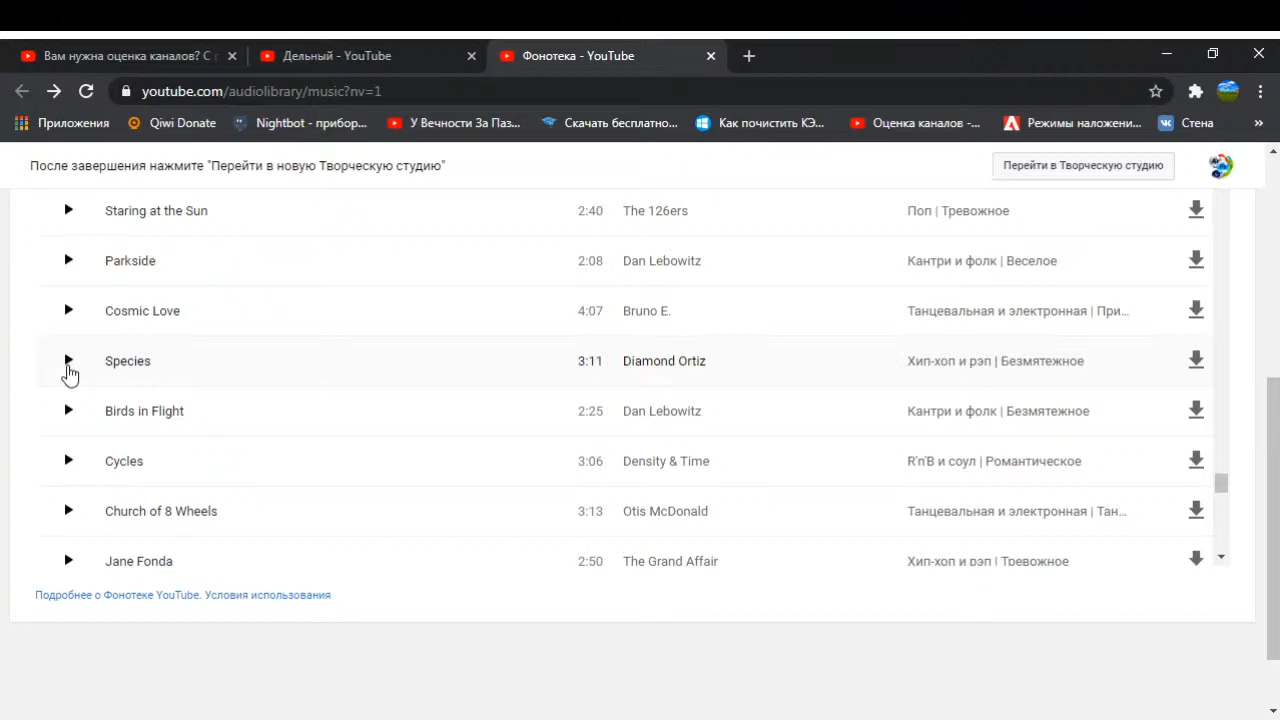 Вам нужна оценка каналов? С
Дельный - YouTube
Фонотека - YouTube
youtube.com/audiolibrary/music?nv=1
Приложения
Qiwi Donate
Nightbot - прибор...
У Вечности За Паз...
Скачать бесплатно...
Как почистить КЭ...
Оценка каналов -...
Режимы наложени...
Стена
»
После завершения нажмите "Перейти в новую Творческую студию"
Перейти в Творческую студию
Staring at the Sun 2:40 The 126ers Поп | Тревожное
Parkside 2:08 Dan Lebowitz Кантри и фолк | Веселое
Cosmic Love 4:07 Bruno E. Танцевальная и электронная | При...
Species 3:11 Diamond Ortiz Хип-хоп и рэп | Безмятежное
Birds in Flight 2:25 Dan Lebowitz Кантри и фолк | Безмятежное
Cycles 3:06 Density & Time R'n'B и соул | Романтическое
Church of 8 Wheels 3:13 Otis McDonald Танцевальная и электронная | Тан...
Jane Fonda 2:50 The Grand Affair Хип-хоп и рэп | Тревожное
Подробнее о Фонотеке YouTube. Условия использования